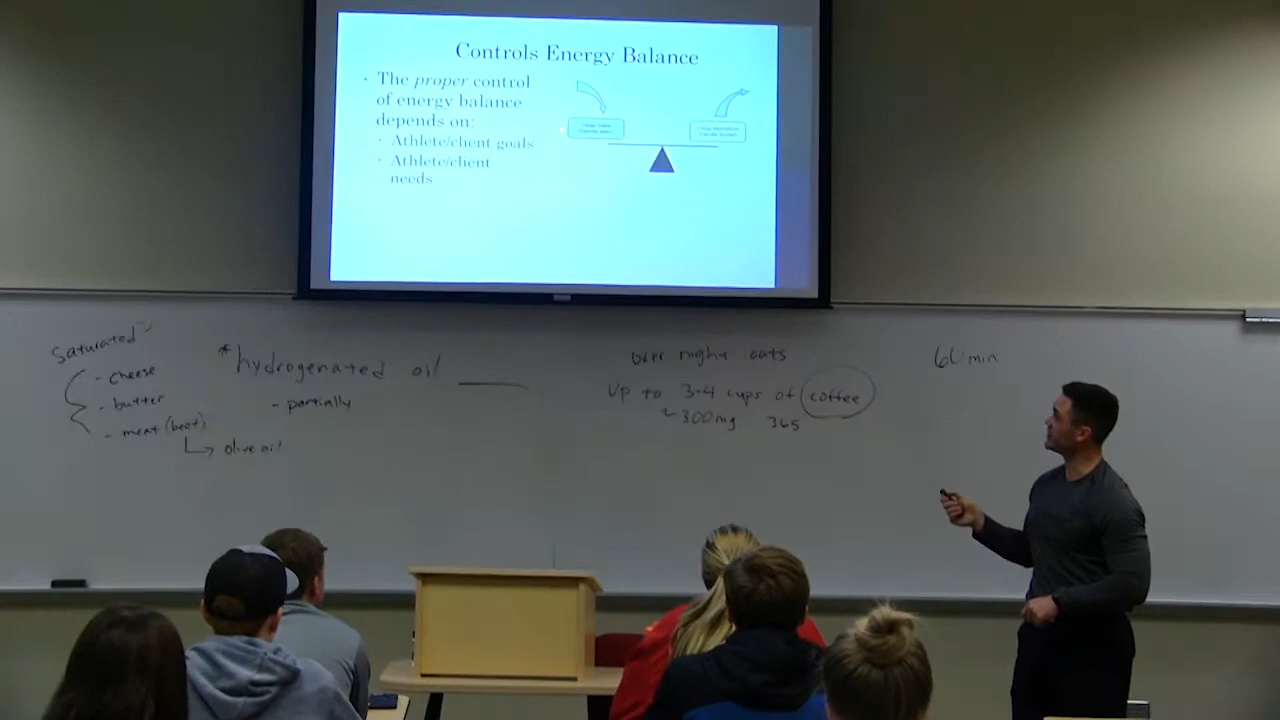 Controls Energy Balance
• The proper control
of energy balance
depends on:
• Athlete/client goals
• Athlete/client
needs
Saturated
- cheese
- butter
- meat (beef)
↳ olive oil
*hydrogenated oil
- partially
over night oats
up to 3-4 cups of coffee
~300mg 365
60min